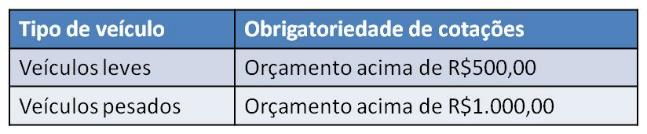 Tipo de veículo Obrigatoriedade de cotações
Veículos leves Orçamento acima de R$500,00
Veículos pesados Orçamento acima de R$1.000,00